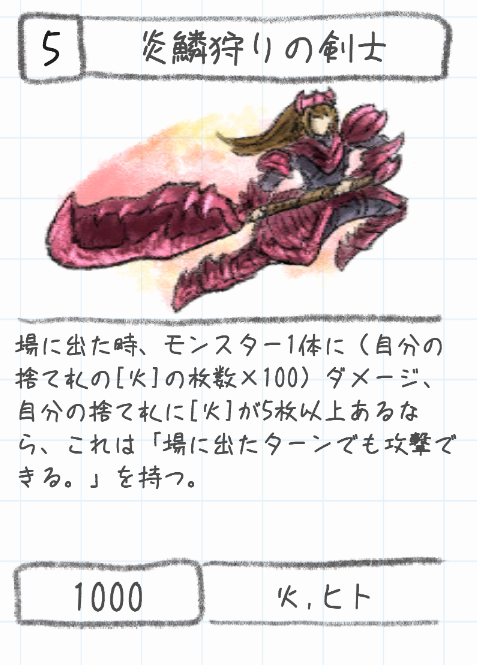 5
炎鱗狩りの剣士
場に出た時、モンスター1体に（自分の
捨て札の[火]の枚数×100）ダメージ、
自分の捨て札に[火]が5枚以上あるな
ら、これは「場に出たターンでも攻撃で
きる。」を持つ。
1000
火,ヒト